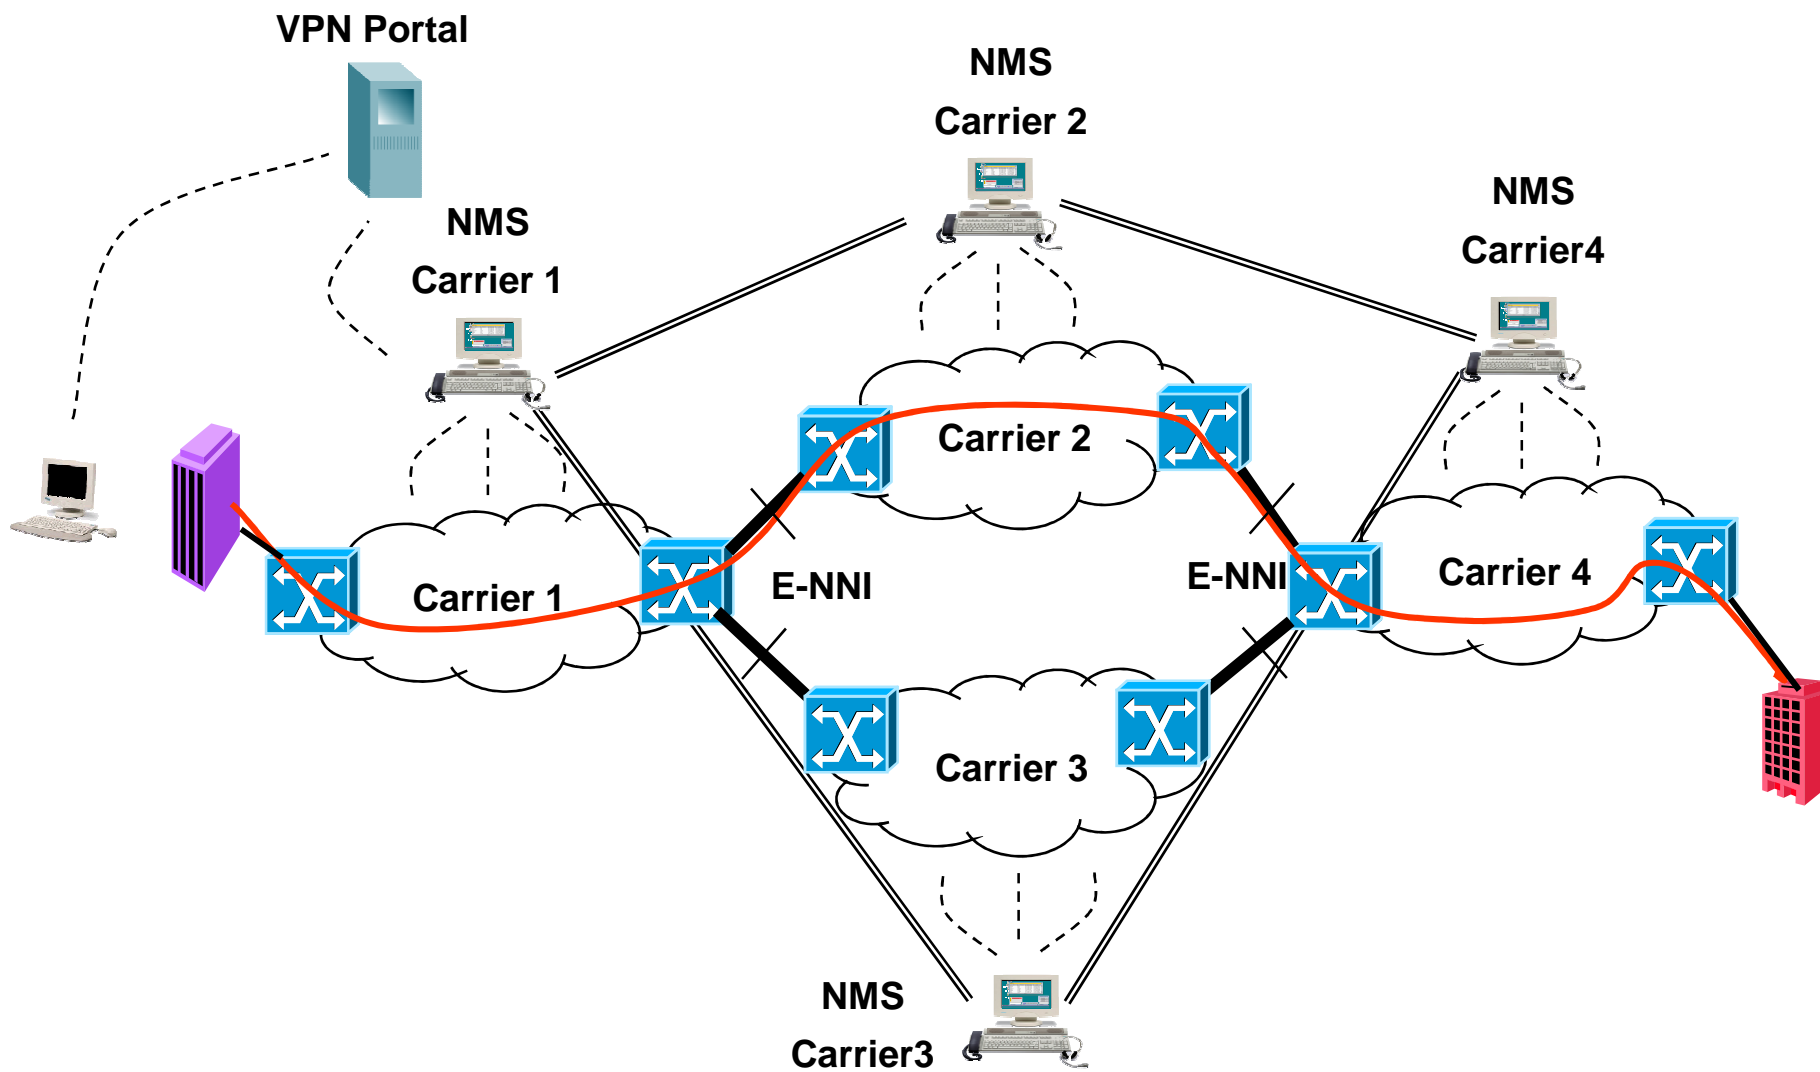 VPN Portal
NMS
Carrier 2
NMS
Carrier4
NMS
Carrier 1
Carrier 2
E-NNI
E-NNI
Carrier 4
Carrier 1
Carrier 3
NMS
Carrier3